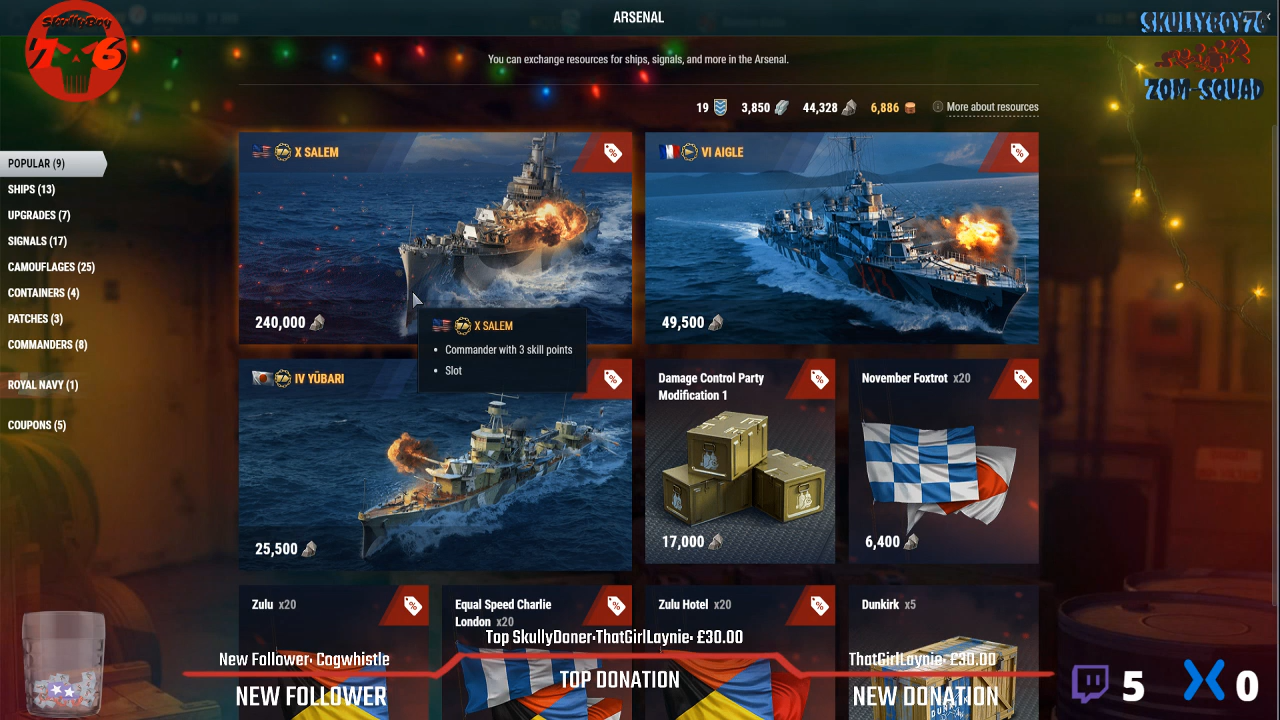 SkullyBoy
76
ARSENAL
SKULLYBOY76
ZOM-SQUAD
You can exchange resources for ships, signals, and more in the Arsenal.
19 3,850 44,328 6,886 More about resources
POPULAR (9)
SHIPS (13)
UPGRADES (7)
SIGNALS (17)
CAMOUFLAGES (25)
CONTAINERS (4)
PATCHES (3)
COMMANDERS (8)
ROYAL NAVY (1)
COUPONS (5)
X SALEM
240,000
VI AIGLE
49,500
X SALEM
• Commander with 3 skill points
• Slot
IV YŪBARI
25,500
Damage Control Party
Modification 1
17,000
November Foxtrot x20
6,400
Zulu x20
Equal Speed Charlie
London x20
Zulu Hotel x20
Dunkirk x5
Top SkullyDoner: ThatGirlLaynie: £30.00
New Follower: Cogwhistle
ThatGirlLaynie: £30.00
NEW FOLLOWER
TOP DONATION
NEW DONATION
5
0